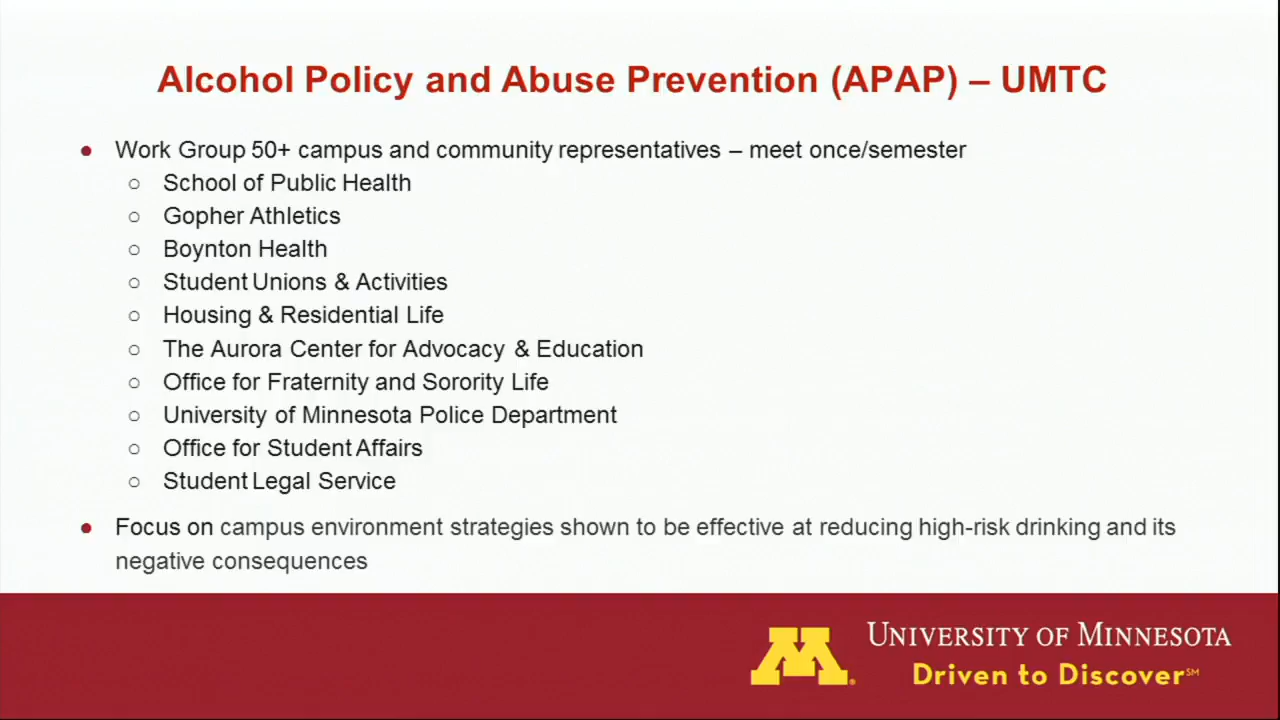 Alcohol Policy and Abuse Prevention (APAP) – UMTC
● Work Group 50+ campus and community representatives – meet once/semester
○ School of Public Health
○ Gopher Athletics
○ Boynton Health
○ Student Unions & Activities
○ Housing & Residential Life
○ The Aurora Center for Advocacy & Education
○ Office for Fraternity and Sorority Life
○ University of Minnesota Police Department
○ Office for Student Affairs
○ Student Legal Service
● Focus on campus environment strategies shown to be effective at reducing high-risk drinking and its
negative consequences
M®
UNIVERSITY OF MINNESOTA
Driven to Discover℠